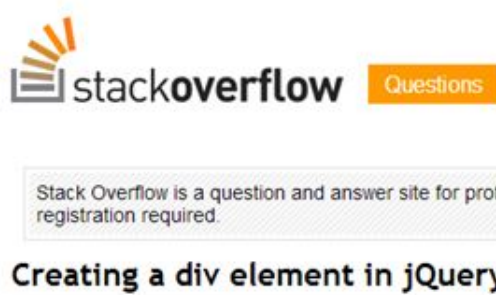 stackoverflow
Questions
Stack Overflow is a question and answer site for
registration required.
Creating a div element in jQuery